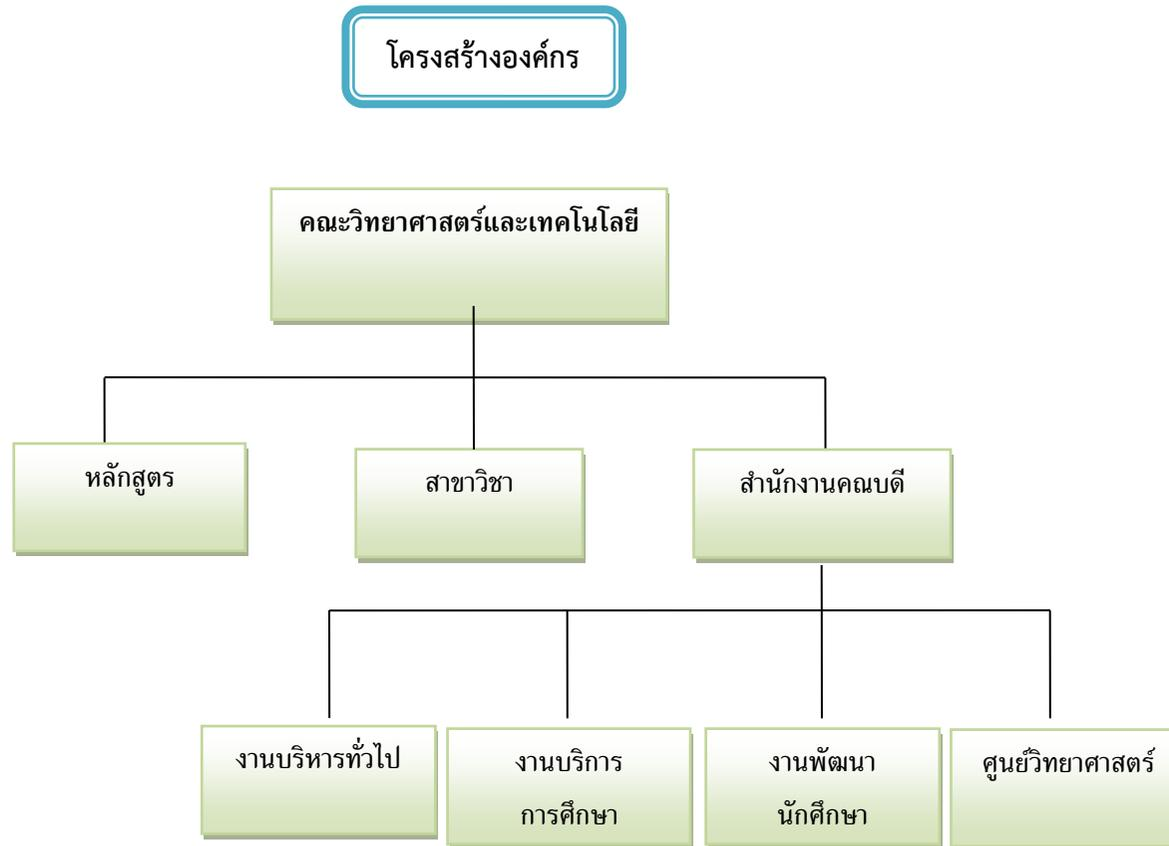 โครงสร้างองค์กร
คณะวิทยาศาสตร์และเทคโนโลยี
หลักสูตร
สาขาวิชา
สำนักงานคณบดี
งานบริหารทั่วไป
งานบริการ
การศึกษา
งานพัฒนา
นักศึกษา
ศูนย์วิทยาศาสตร์